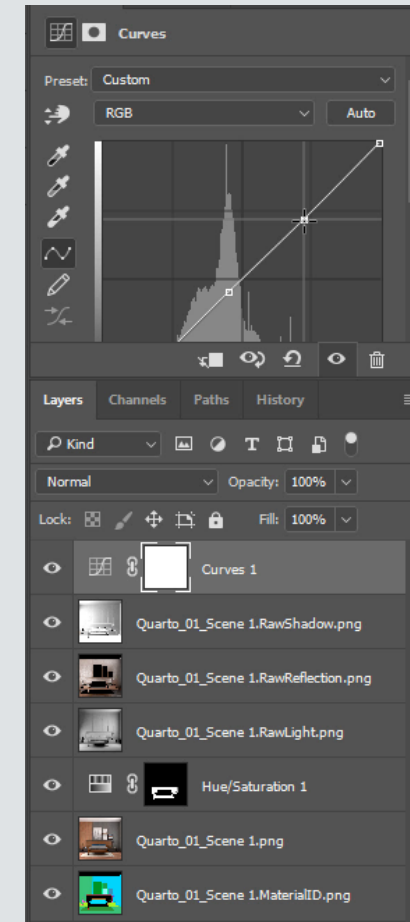 Curves
Preset: Custom
RGB Auto
Layers Channels Paths History
Kind T
Normal Opacity: 100%
Lock: Fill: 100%
Curves 1
Quarto_01_Scene 1.RawShadow.png
Quarto_01_Scene 1.RawReflection.png
Quarto_01_Scene 1.RawLight.png
Hue/Saturation 1
Quarto_01_Scene 1.png
Quarto_01_Scene 1.MaterialID.png